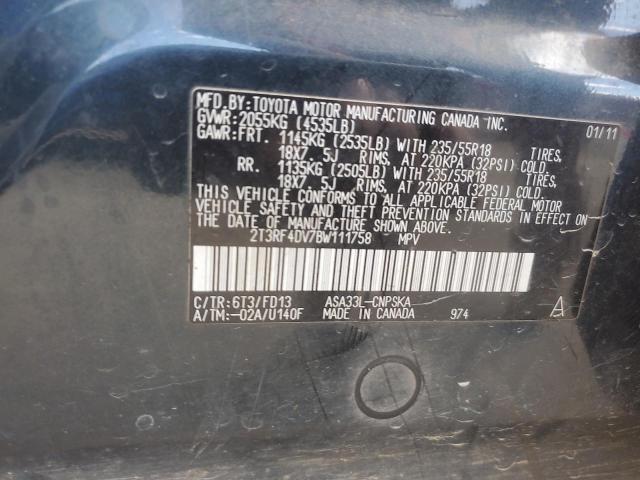 MFD.BY:TOYOTA MOTOR MANUFACTURING CANADA INC.
GVWR:2055KG (4535LB) 01/11
GAWR:FRT. 1145KG (2535LB) WITH 235/55R18 TIRES,
18X7.5J RIMS, AT 220KPA (32PSI) COLD.
RR. 1135KG (2505LB) WITH 235/55R18 TIRES,
18X7.5J RIMS, AT 220KPA (32PSI) COLD.
THIS VEHICLE CONFORMS TO ALL APPLICABLE FEDERAL MOTOR
VEHICLE SAFETY AND THEFT PREVENTION STANDARDS IN EFFECT ON
THE DATE OF MANUFACTURE SHOWN ABOVE.
2T3RF4DV7BW111758 MPV
C/TR:6T3/FD13 ASA33L-CNPSKA
A/TM:-02A/U140F MADE IN CANADA 974 A